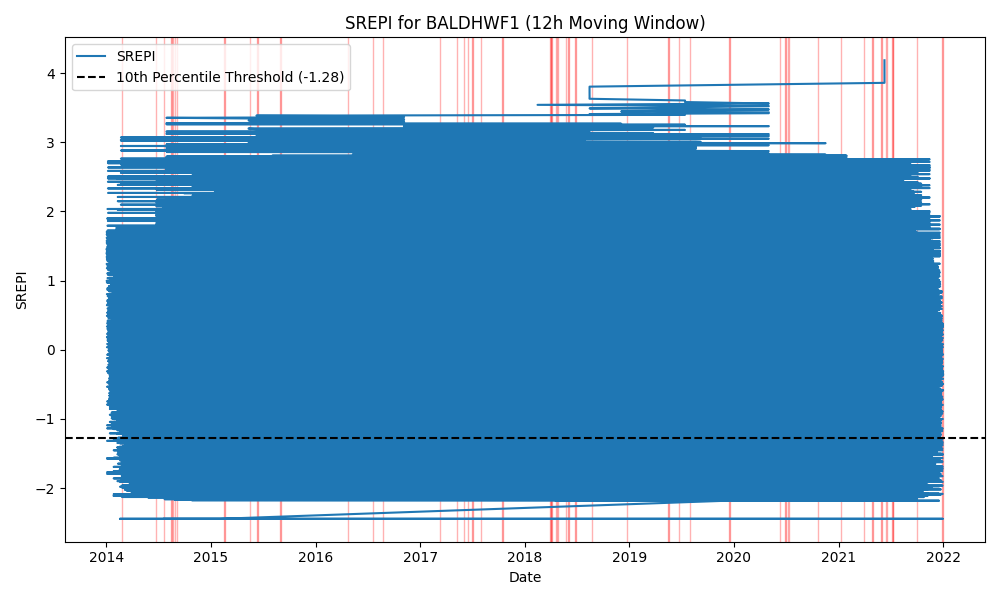 SREPI for BALDHWF1 (12h Moving Window)
SREPI
10th Percentile Threshold (-1.28)
SREPI
4
3
2
1
0
−1
−2
2014 2015 2016 2017 2018 2019 2020 2021 2022
Date